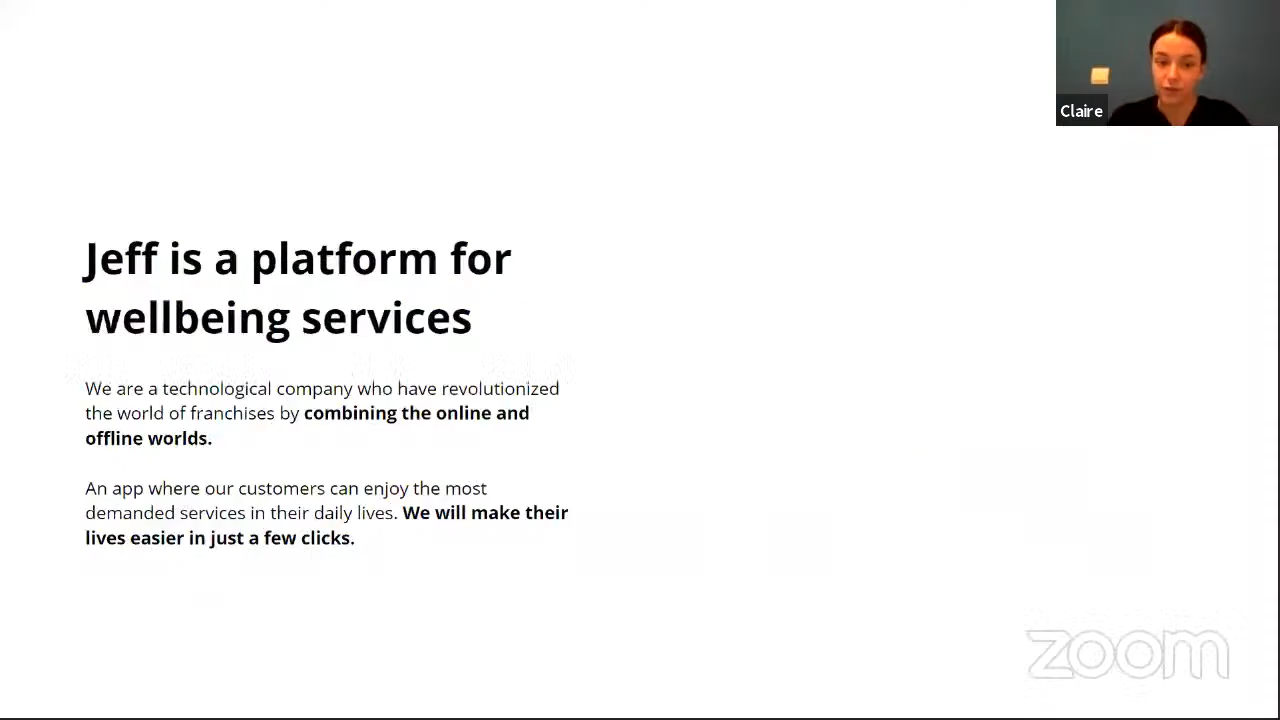 Claire
Jeff is a platform for
wellbeing services
We are a technological company who have revolutionized
the world of franchises by combining the online and
offline worlds.
An app where our customers can enjoy the most
demanded services in their daily lives. We will make their
lives easier in just a few clicks.
zoom